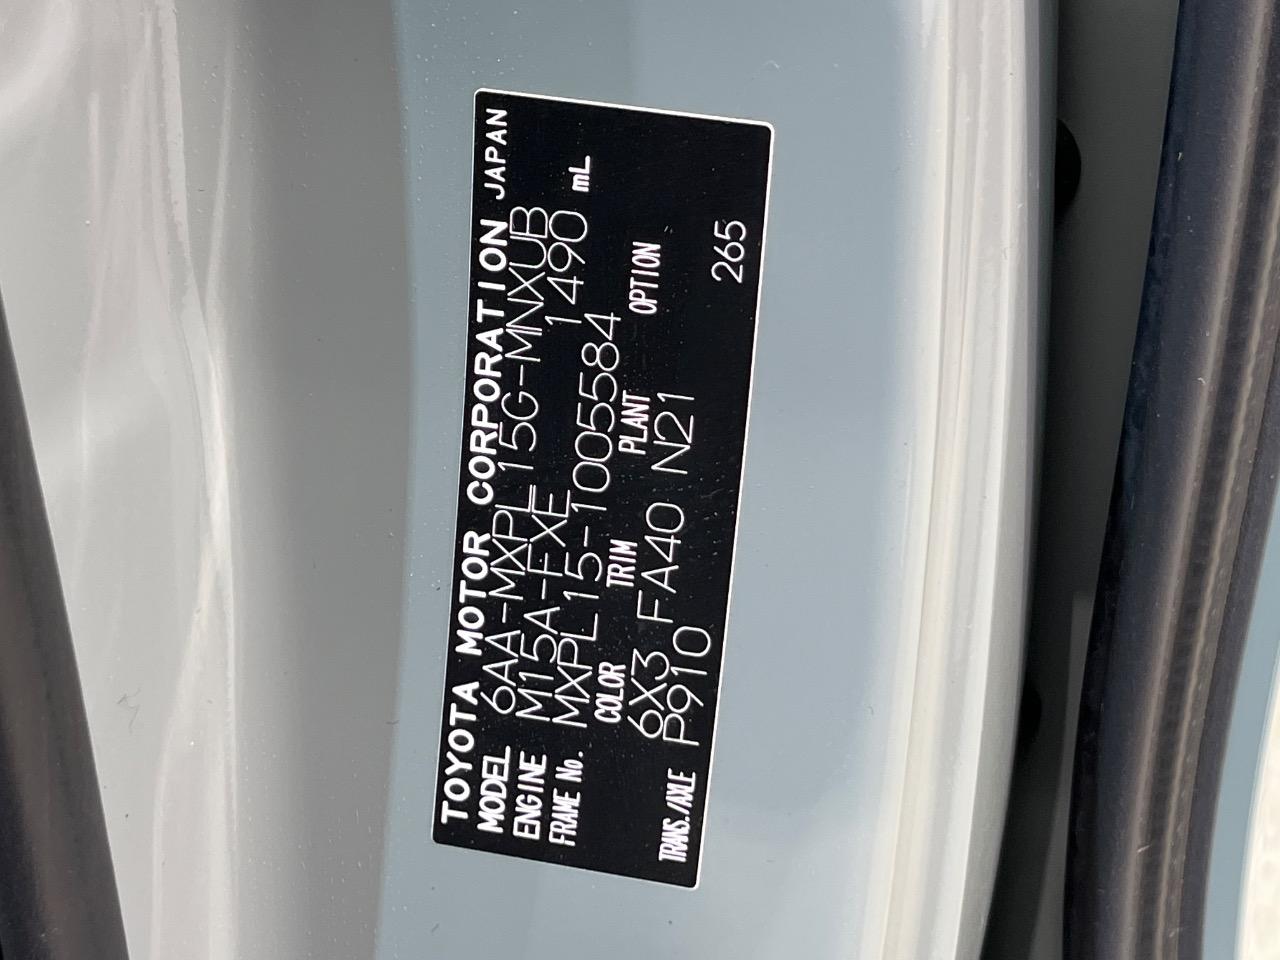 TOYOTA MOTOR CORPORATION JAPAN
MODEL 6AA-MXPL15G-MNXUB
ENGINE M15A-FXE 1490 mL
FRAME No. MXPL15-1005584
COLOR TRIM PLANT OPTION
6X3 FA40 N21
TRANS./AXLE P910
265